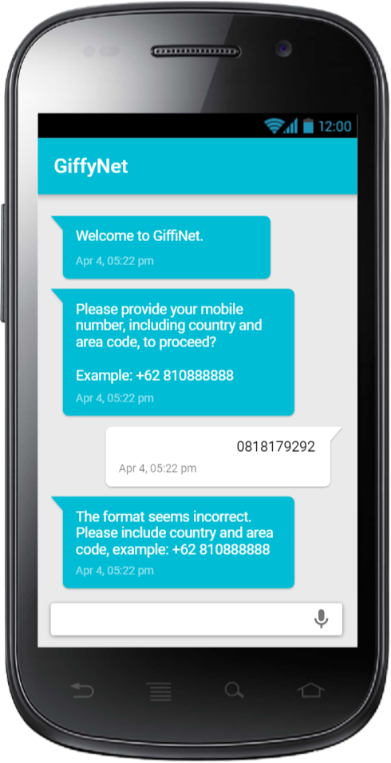 12:00
GiffyNet
Welcome to GiffiNet.
Apr 4, 05:22 pm
Please provide your mobile
number, including country and
area code, to proceed?
Example: +62 810888888
Apr 4, 05:22 pm
0818179292
Apr 4, 05:22 pm
The format seems incorrect.
Please include country and area
code, example: +62 810888888
Apr 4, 05:22 pm